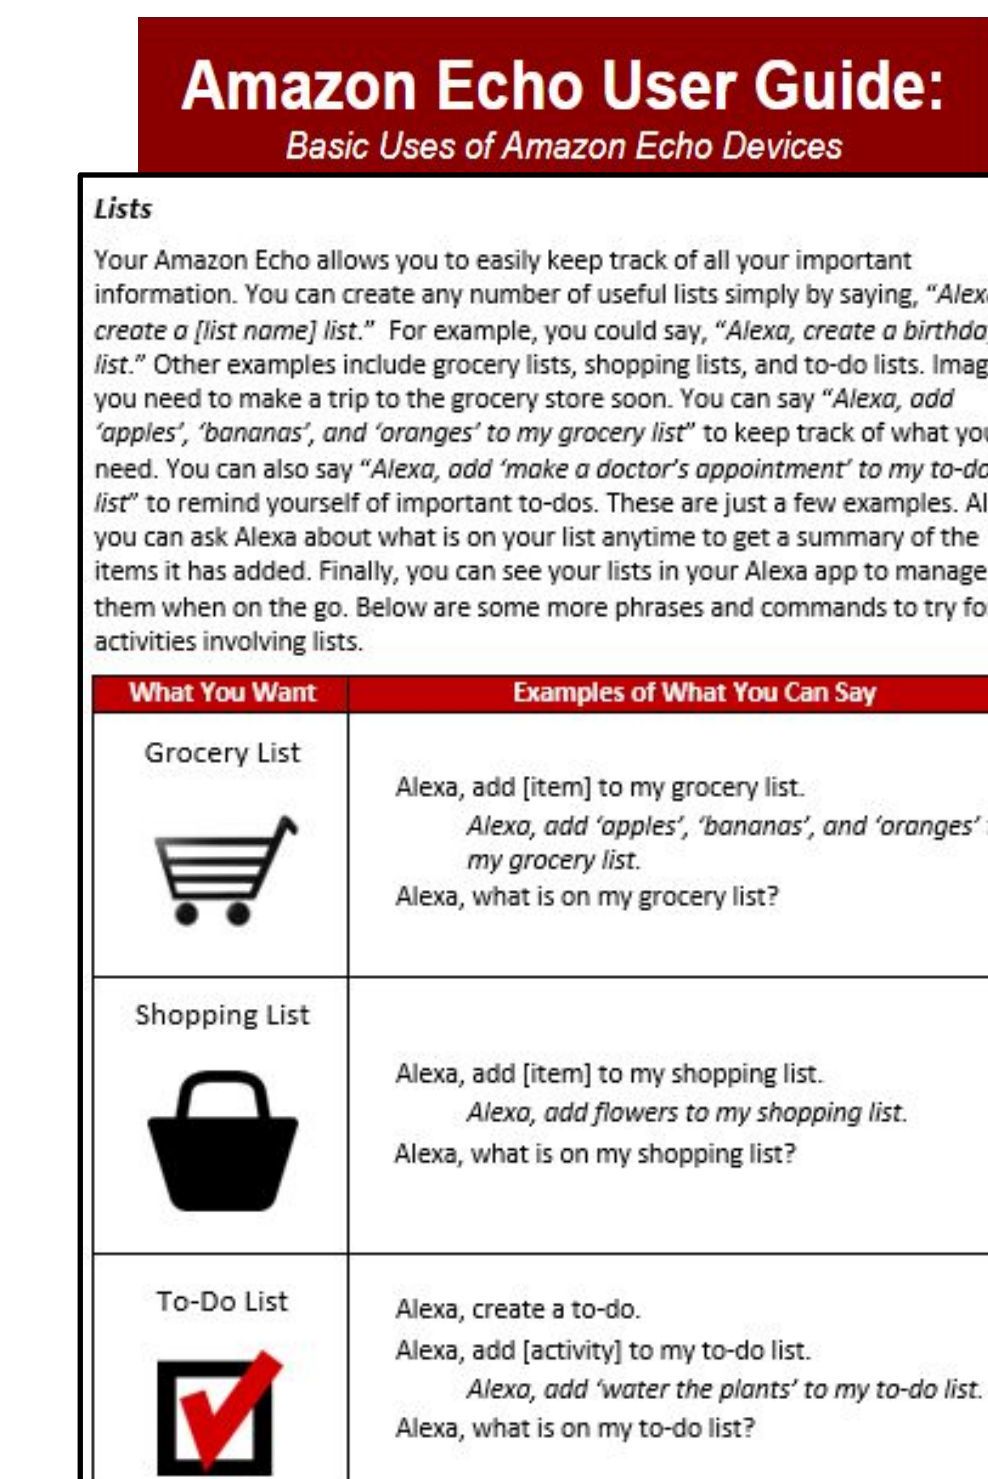 Amazon Echo User Guide:
Basic Uses of Amazon Echo Devices
Lists
Your Amazon Echo allows you to easily keep track of all your important
information. You can create any number of useful lists simply by saying, “Alex
create a [list name] list.”  For example, you could say, “Alexa, create a birthda
list.” Other examples include grocery lists, shopping lists, and to-do lists. Imag
you need to make a trip to the grocery store soon. You can say “Alexa, add
‘apples’, ‘bananas’, and ‘oranges’ to my grocery list” to keep track of what you
need. You can also say “Alexa, add ‘make a doctor’s appointment’ to my to-do
list” to remind yourself of important to-dos. These are just a few examples. Al
you can ask Alexa about what is on your list anytime to get a summary of the
items it has added. Finally, you can see your lists in your Alexa app to manage
them when on the go. Below are some more phrases and commands to try fo
activities involving lists.
What You Want
Examples of What You Can Say
Grocery List
Alexa, add [item] to my grocery list.
Alexa, add ‘apples’, ‘bananas’, and ‘oranges’
my grocery list.
Alexa, what is on my grocery list?
Shopping List
Alexa, add [item] to my shopping list.
Alexa, add flowers to my shopping list.
Alexa, what is on my shopping list?
To-Do List
Alexa, create a to-do.
Alexa, add [activity] to my to-do list.
Alexa, add ‘water the plants’ to my to-do list.
Alexa, what is on my to-do list?